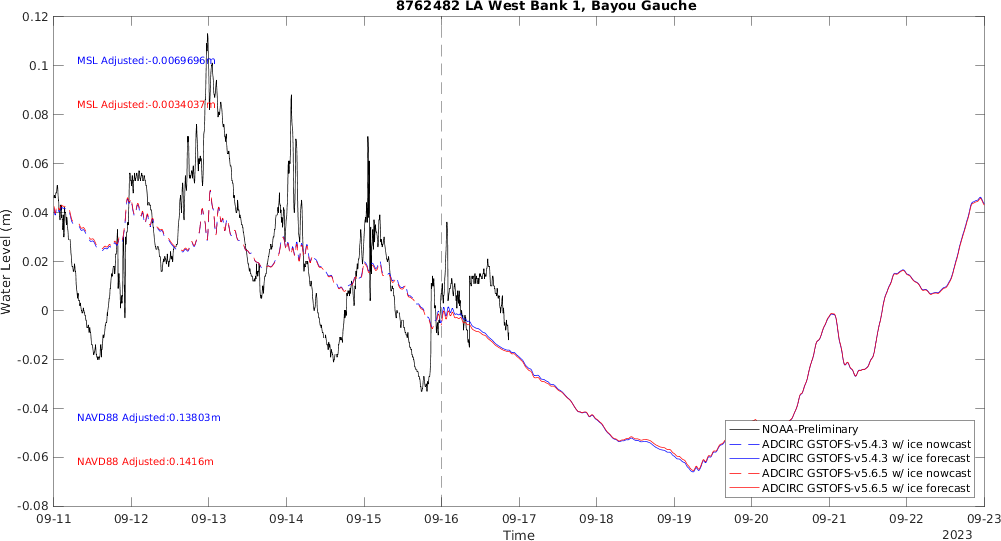 8762482 LA West Bank 1, Bayou Gauche
Water Level (m)
0.12
0.1
0.08
0.06
0.04
0.02
0
-0.02
-0.04
-0.06
-0.08
MSL Adjusted:-0.0069696m
MSL Adjusted:-0.0034037m
NAVD88 Adjusted:0.13803m
NAVD88 Adjusted:0.1416m
NOAA-Preliminary
ADCIRC GSTOFS-v5.4.3 w/ ice nowcast
ADCIRC GSTOFS-v5.4.3 w/ ice forecast
ADCIRC GSTOFS-v5.6.5 w/ ice nowcast
ADCIRC GSTOFS-v5.6.5 w/ ice forecast
09-11 09-12 09-13 09-14 09-15 09-16 09-17 09-18 09-19 09-20 09-21 09-22 09-23
Time
2023